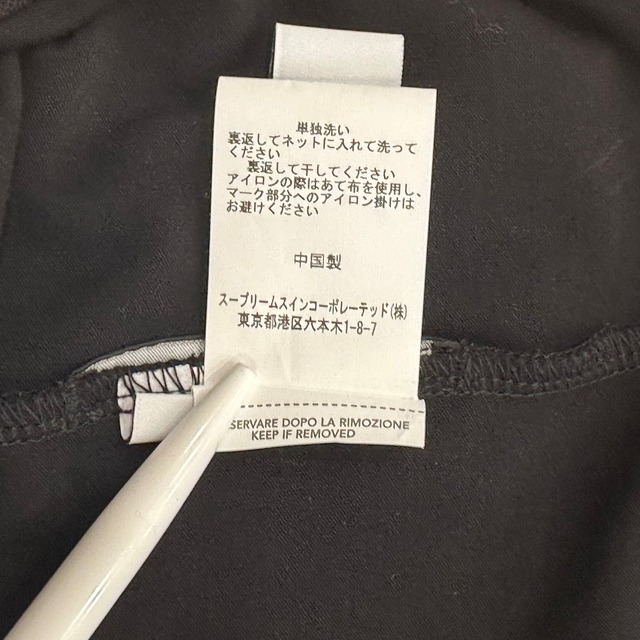 単独洗い
裏返してネットに入れて洗って
ください
裏返して干してください
アイロンの際はあて布を使用し、
マーク部分へのアイロン掛けは
お避けください
中国製
スープリームスインコーポレーテッド(株)
東京都港区六本木1-8-7
SERVARE DOPO LA RIMOZIONE
KEEP IF REMOVED